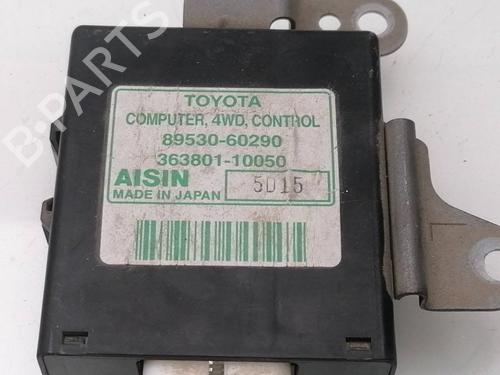 B-PARTS
TOYOTA
COMPUTER, 4WD, CONTROL
89530-60290
363801-10050
AISIN 5D15
MADE IN JAPAN